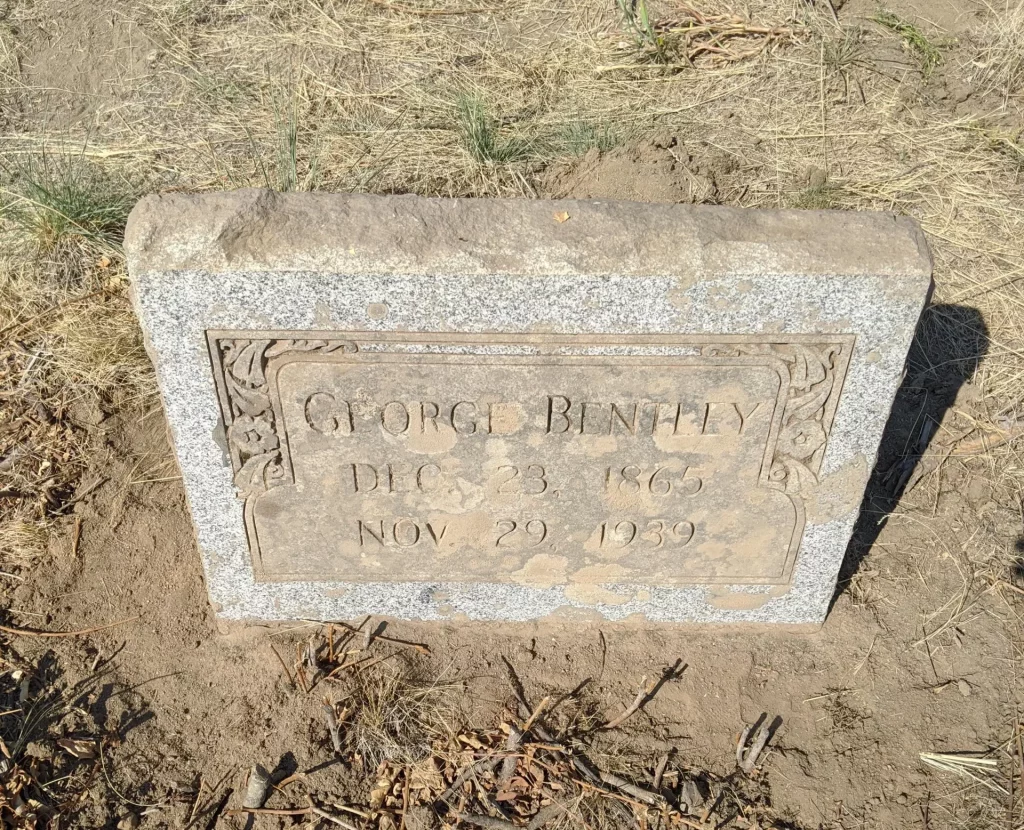 GEORGE BENTLEY
DEC. 23, 1865
NOV. 29, 1939